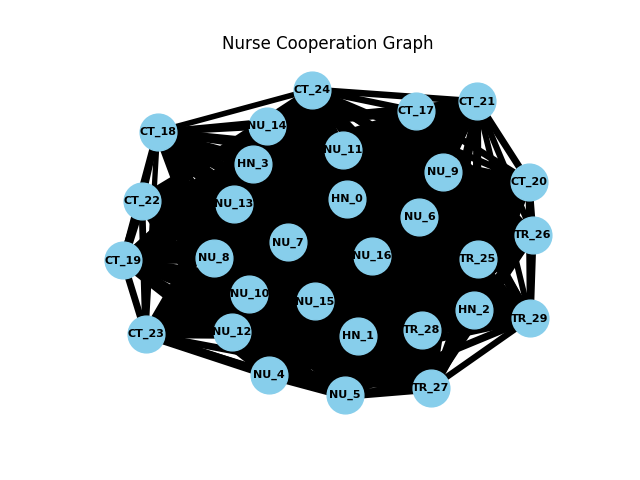 Nurse Cooperation Graph
CT_24
CT_21
CT_17
NU_14
CT_18
NU_11
HN_3
NU_9
CT_20
HN_0
CT_22
NU_13
NU_6
TR_26
NU_7
NU_16
NU_8
TR_25
CT_19
NU_10
NU_15
HN_2
TR_29
TR_28
NU_12
CT_23
HN_1
NU_4
TR_27
NU_5